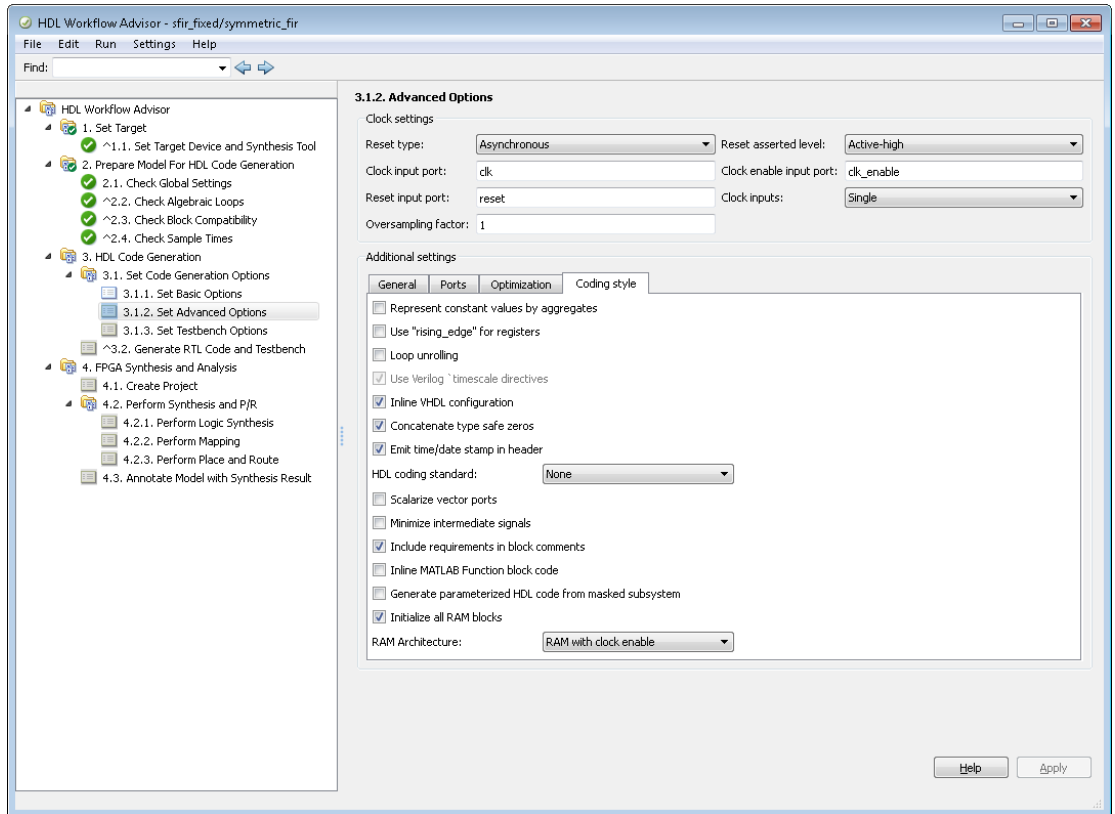 HDL Workflow Advisor - sfir_fixed/symmetric_fir
File Edit Run Settings Help
Find:
HDL Workflow Advisor
1. Set Target
^1.1. Set Target Device and Synthesis Tool
2. Prepare Model For HDL Code Generation
2.1. Check Global Settings
^2.2. Check Algebraic Loops
^2.3. Check Block Compatibility
^2.4. Check Sample Times
3. HDL Code Generation
3.1. Set Code Generation Options
3.1.1. Set Basic Options
3.1.2. Set Advanced Options
3.1.3. Set Testbench Options
^3.2. Generate RTL Code and Testbench
4. FPGA Synthesis and Analysis
4.1. Create Project
4.2. Perform Synthesis and P/R
4.2.1. Perform Logic Synthesis
4.2.2. Perform Mapping
4.2.3. Perform Place and Route
4.3. Annotate Model with Synthesis Result
3.1.2. Advanced Options
Clock settings
Reset type: Asynchronous Reset asserted level: Active-high
Clock input port: clk Clock enable input port: clk_enable
Reset input port: reset Clock inputs: Single
Oversampling factor: 1
Additional settings
General Ports Optimization Coding style
Represent constant values by aggregates
Use "rising_edge" for registers
Loop unrolling
Use Verilog `timescale directives
Inline VHDL configuration
Concatenate type safe zeros
Emit time/date stamp in header
HDL coding standard: None
Scalarize vector ports
Minimize intermediate signals
Include requirements in block comments
Inline MATLAB Function block code
Generate parameterized HDL code from masked subsystem
Initialize all RAM blocks
RAM Architecture: RAM with clock enable
Help Apply